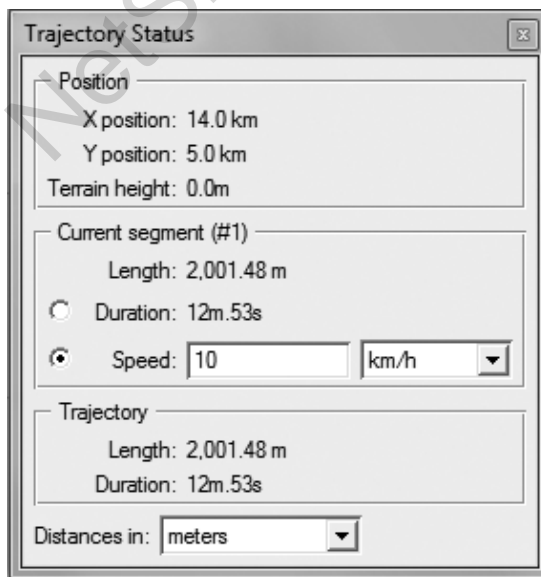 Trajectory Status
Position
X position: 14.0 km
Y position: 5.0 km
Terrain height: 0.0m
Current segment (#1)
Length: 2,001.48 m
Duration: 12m.53s
Speed: 10 km/h
Trajectory
Length: 2,001.48 m
Duration: 12m.53s
Distances in: meters